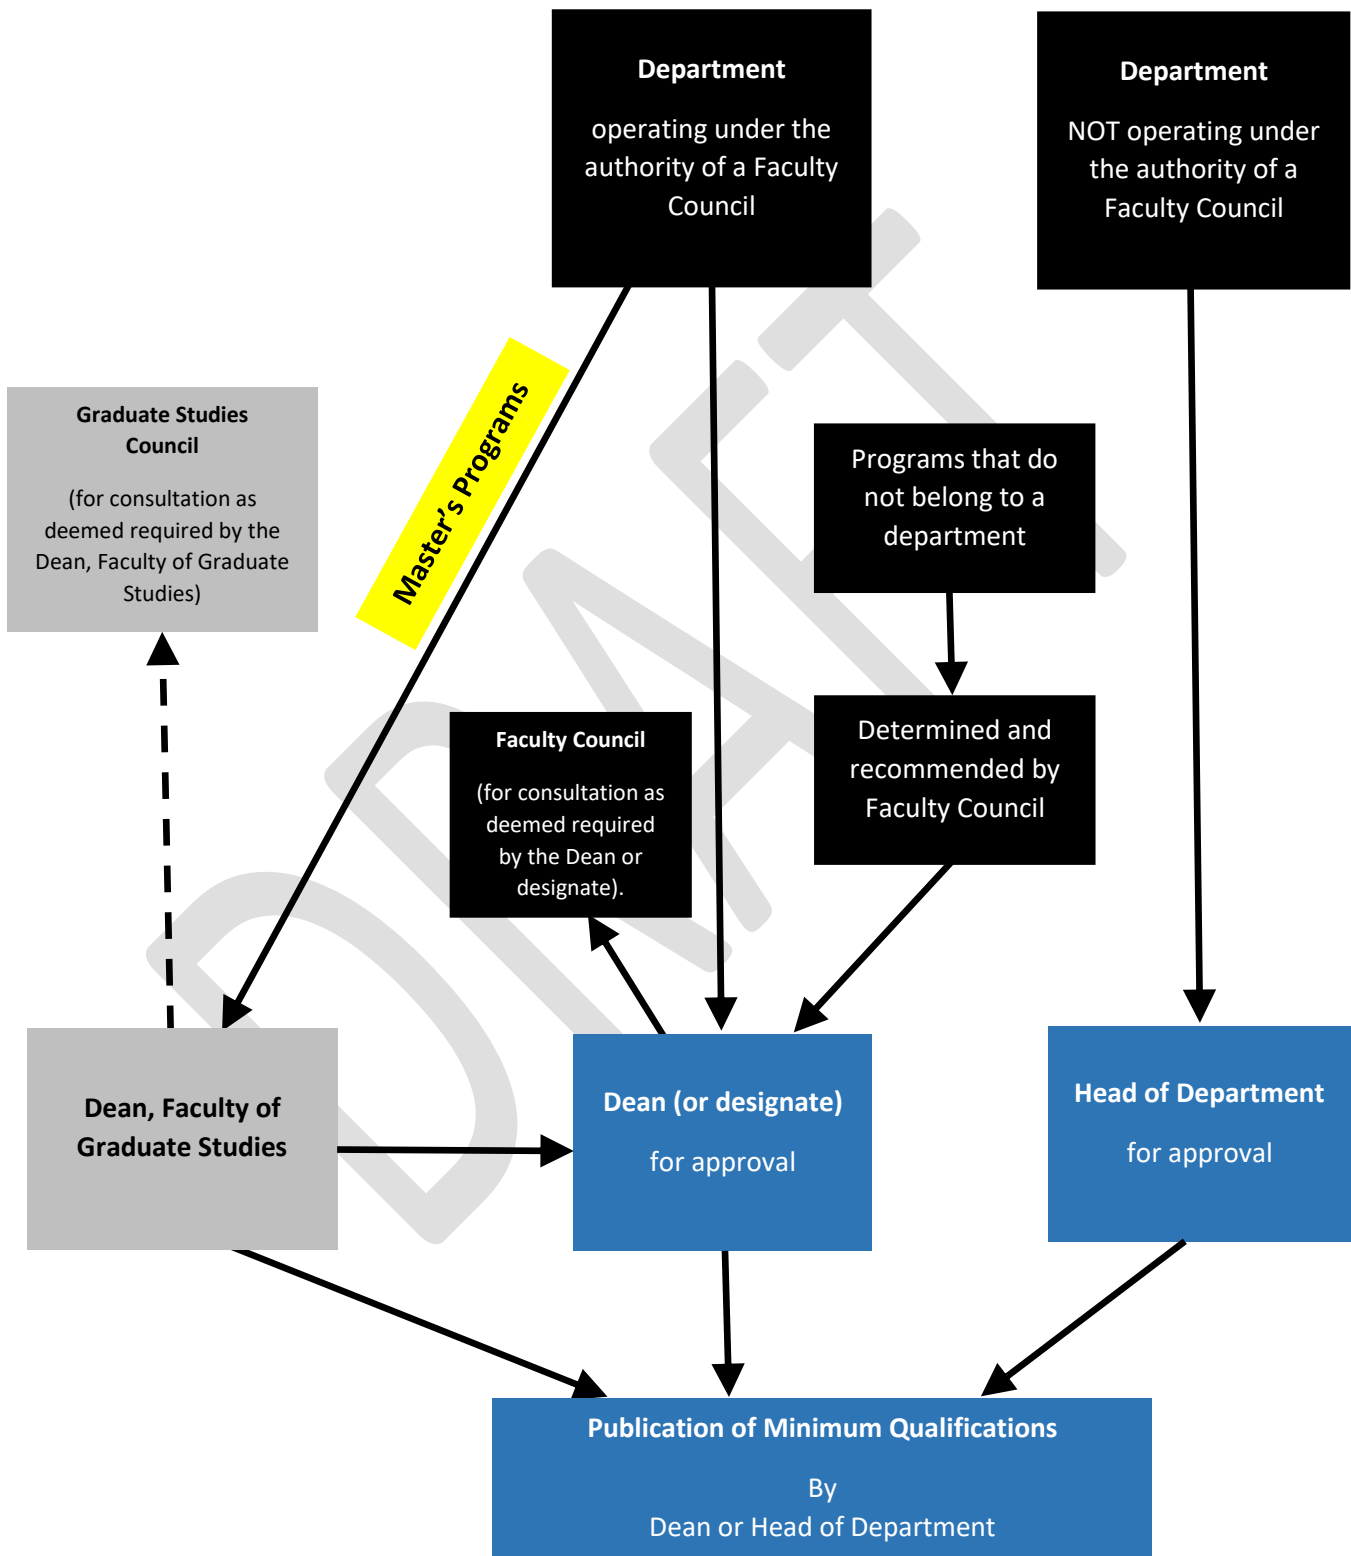 Department
operating under the
authority of a Faculty
Council
Department
NOT operating under
the authority of a
Faculty Council
Master's Programs
Graduate Studies
Council
(for consultation as
deemed required by the
Dean, Faculty of Graduate
Studies)
Programs that do
not belong to a
department
Faculty Council
(for consultation as
deemed required
by the Dean or
designate).
Determined and
recommended by
Faculty Council
Dean, Faculty of
Graduate Studies
Dean (or designate)
for approval
Head of Department
for approval
Publication of Minimum Qualifications
By
Dean or Head of Department
DRAFT